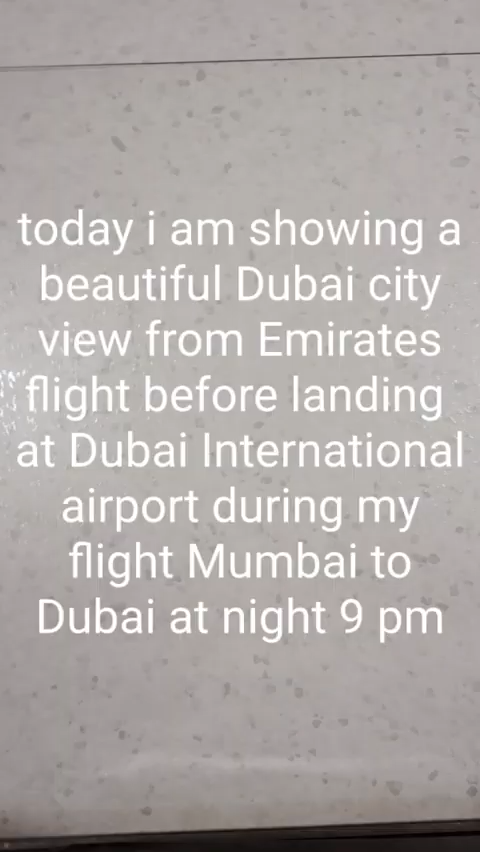 today i am showing a
beautiful Dubai city
view from Emirates
flight before landing
at Dubai International
airport during my
flight Mumbai to
Dubai at night 9 pm